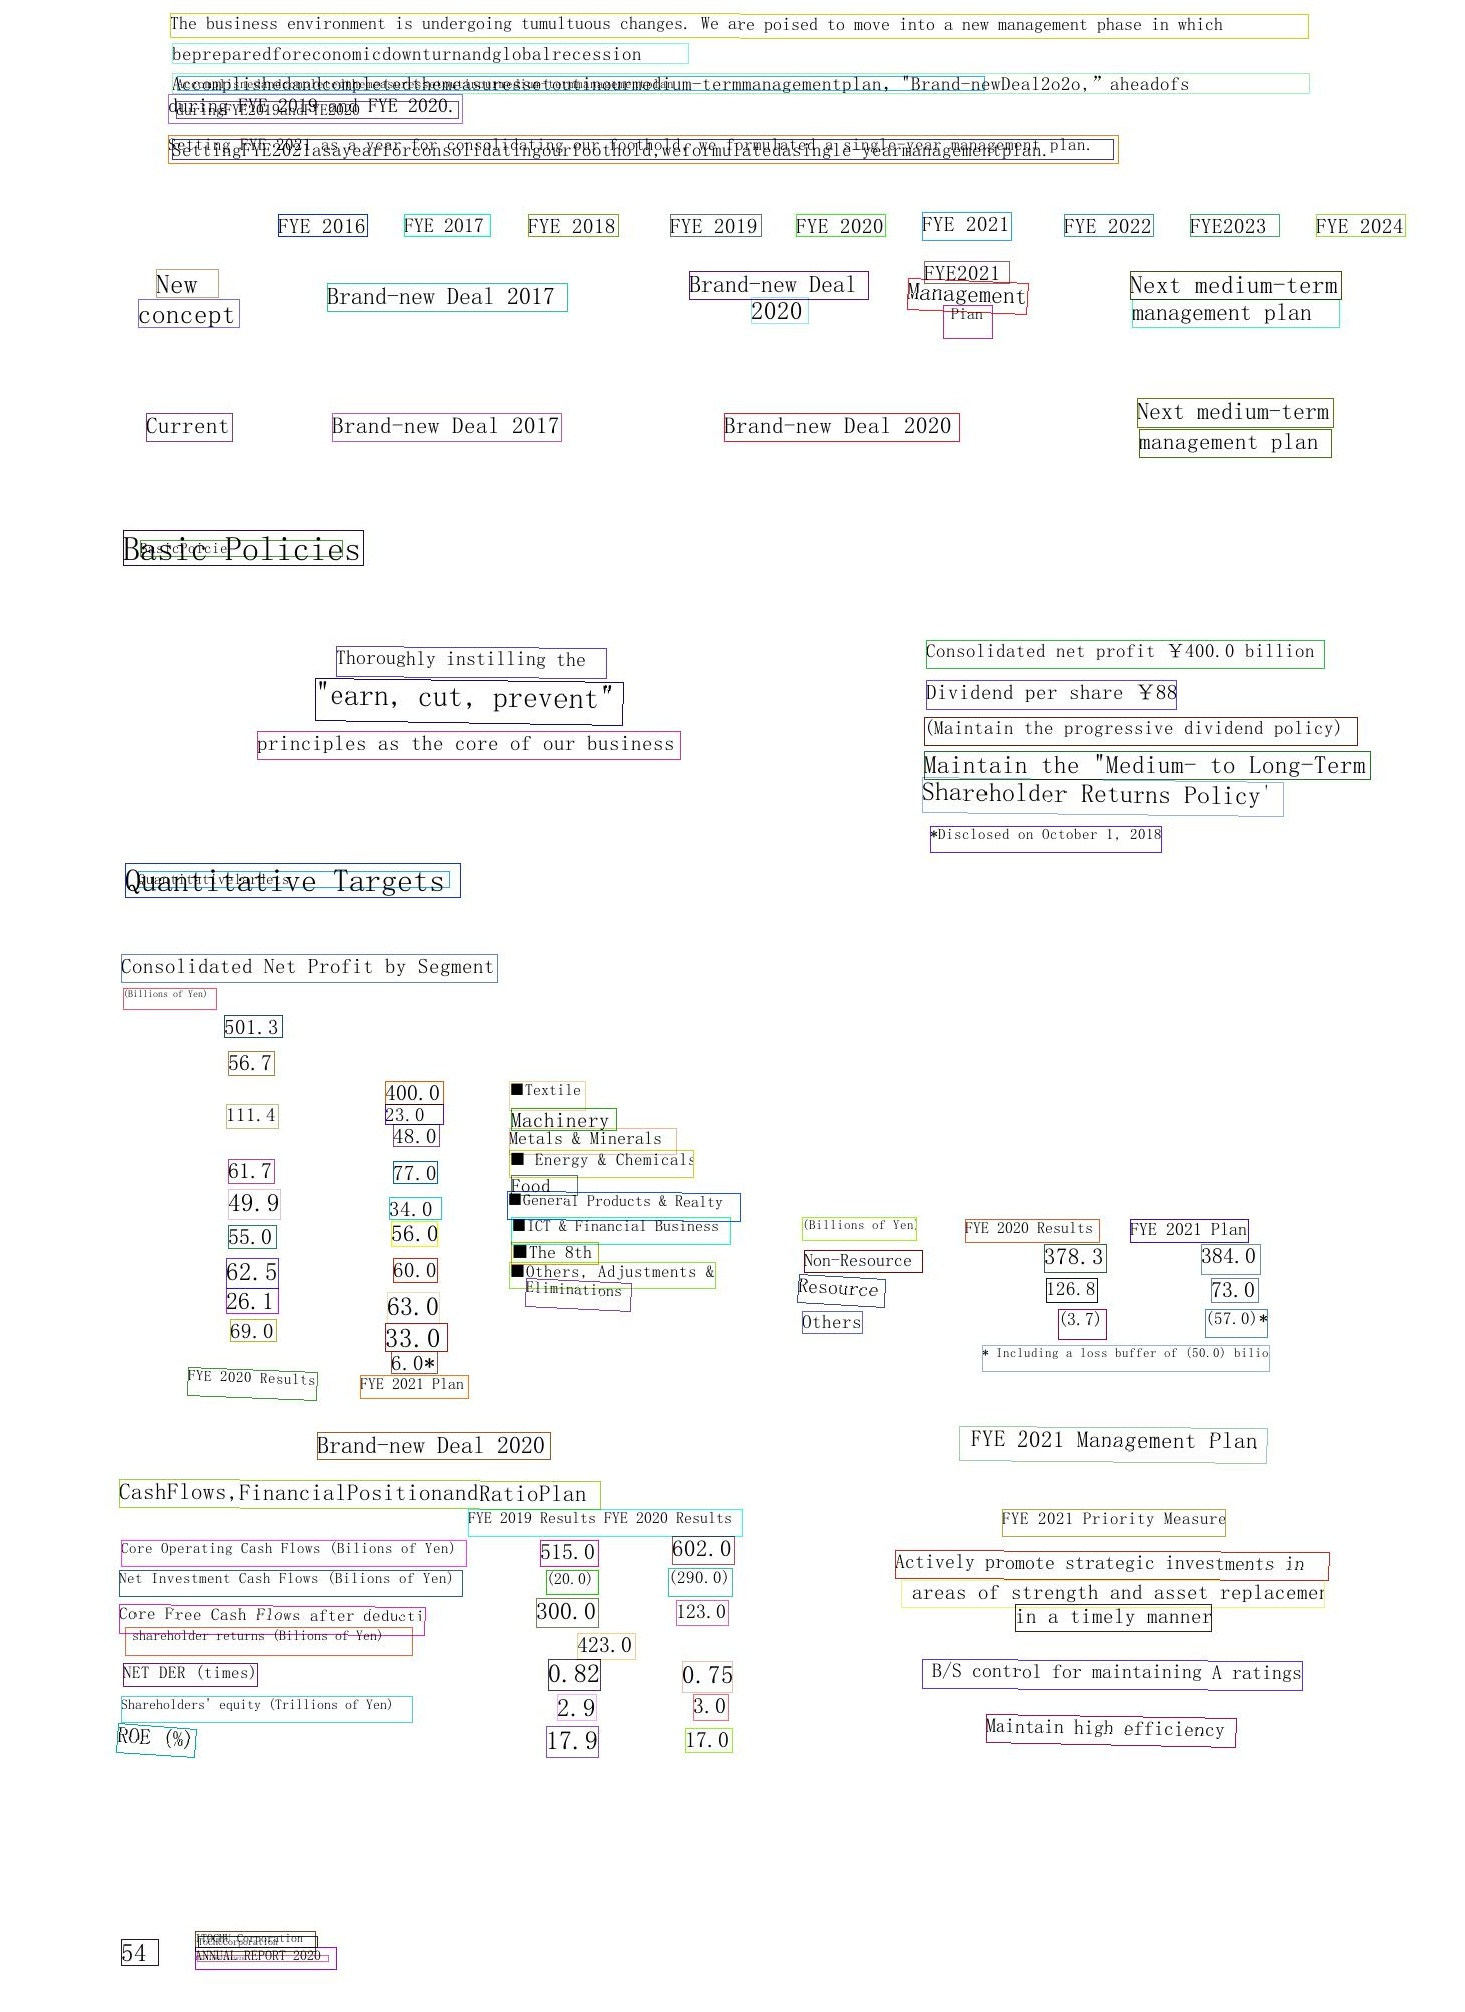 The business environment is undergoing tumultuous changes. We are poised to move into a new management phase in which
bepreparedforeconomicdownturnandglobalrecession
Accomplishedandcompletedthemeasuressetoutinourmedium-termmanagementplan, "Brand-newDeal2o2o,” aheadofs
during FYE 2019 and FYE 2020.
duringFYE2019andFYE2020
Setting FYE 2021 as a year for consolidating our foothold, we formulated a single-year management plan.
SettingFYE2021asayearforconsolidatingourfoothold,weformulatedasingle-yearmanagementplan.
FYE 2016 FYE 2017 FYE 2018 FYE 2019 FYE 2020 FYE 2021 FYE 2022 FYE2023 FYE 2024
New
concept
Brand-new Deal 2017
Brand-new Deal
2020
FYE2021
Management
Plan
Next medium-term
management plan
Current
Brand-new Deal 2017
Brand-new Deal 2020
Next medium-term
management plan
Basic Policies
Thoroughly instilling the
"earn, cut, prevent"
principles as the core of our business
Consolidated net profit ￥400.0 billion
Dividend per share ￥88
(Maintain the progressive dividend policy)
Maintain the "Medium- to Long-Term
Shareholder Returns Policy'
*Disclosed on October 1, 2018
Quantitative Targets
Consolidated Net Profit by Segment
(Billions of Yen)
501.3
56.7
111.4
61.7
49.9
55.0
62.5
26.1
69.0
FYE 2020 Results
400.0
23.0
48.0
77.0
34.0
56.0
60.0
63.0
33.0
6.0*
FYE 2021 Plan
■Textile
Machinery
Metals & Minerals
■ Energy & Chemicals
Food
■General Products & Realty
■ICT & Financial Business
■The 8th
■Others, Adjustments &
Eliminations
(Billions of Yen) FYE 2020 Results FYE 2021 Plan
Non-Resource 378.3 384.0
Resource 126.8 73.0
Others (3.7) (57.0)*
* Including a loss buffer of (50.0) bilio
Brand-new Deal 2020
CashFlows,FinancialPositionandRatioPlan
FYE 2019 Results FYE 2020 Results
Core Operating Cash Flows (Bilions of Yen) 515.0 602.0
Net Investment Cash Flows (Bilions of Yen) (20.0) (290.0)
Core Free Cash Flows after deducti 300.0 123.0
shareholder returns (Bilions of Yen) 423.0
NET DER (times) 0.82 0.75
Shareholders' equity (Trillions of Yen) 2.9 3.0
ROE (%) 17.9 17.0
FYE 2021 Management Plan
FYE 2021 Priority Measure
Actively promote strategic investments in
areas of strength and asset replacemen
in a timely manner
B/S control for maintaining A ratings
Maintain high efficiency
54
ITOCHU Corporation
ANNUAL REPORT 2020